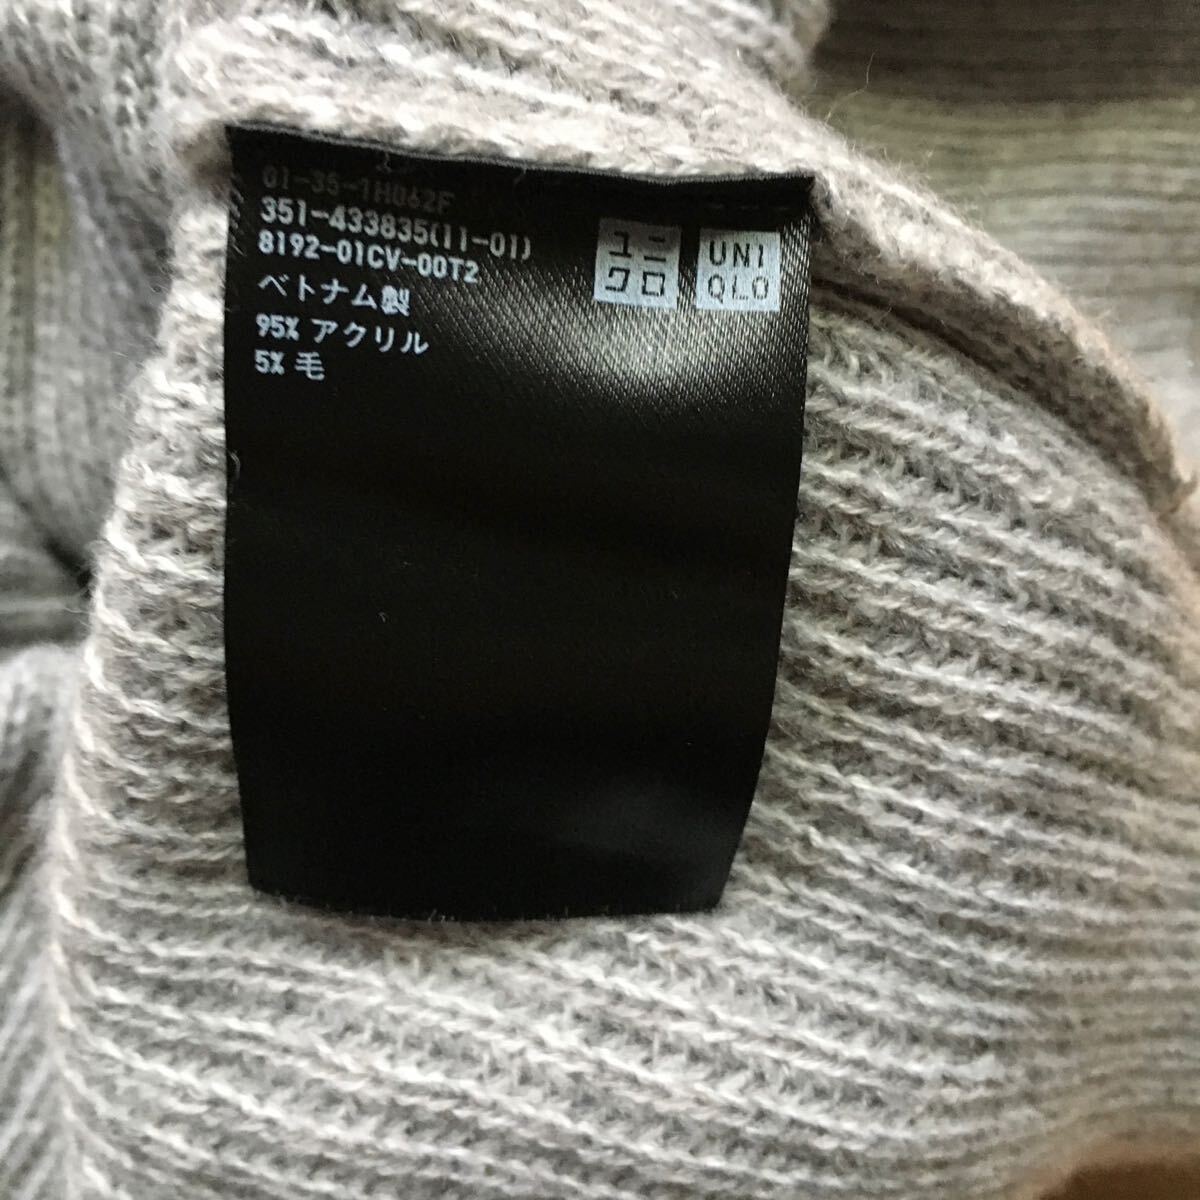 01-35-1H062F
351-433835(11-01)
8192-01CV-00T2
ベトナム製
95% アクリル
5% 毛
ユニ
クロ
UNI
QLO